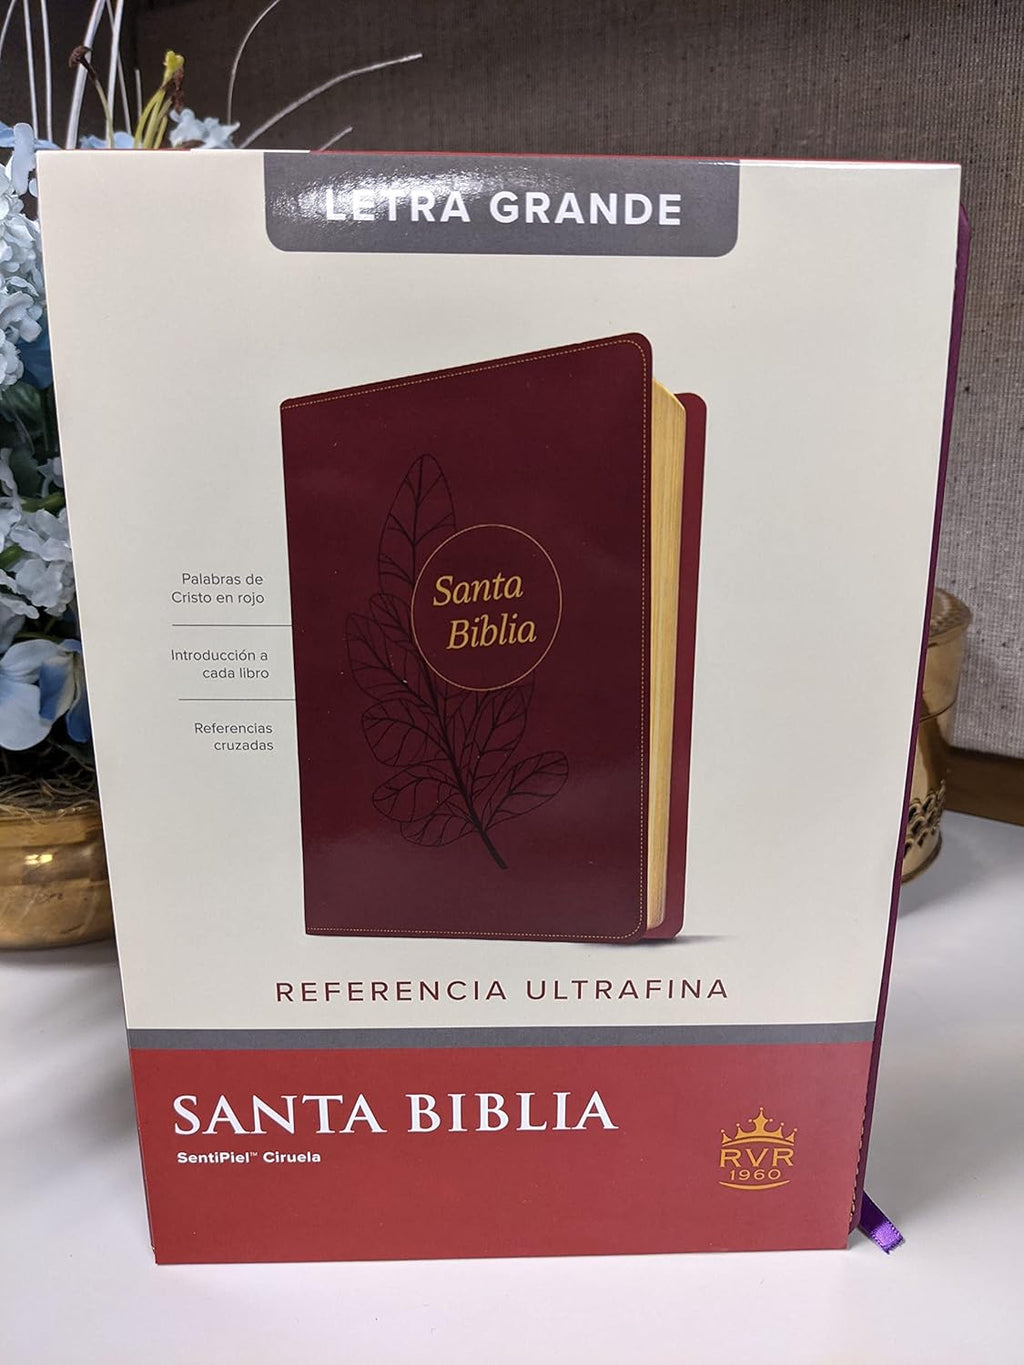 LETRA GRANDE
Santa
Biblia
Palabras de
Cristo en rojo
Introducción a
cada libro
Referencias
cruzadas
REFERENCIA ULTRAFINA
SANTA BIBLIA
SentiPiel™ Ciruela
RVR
1960